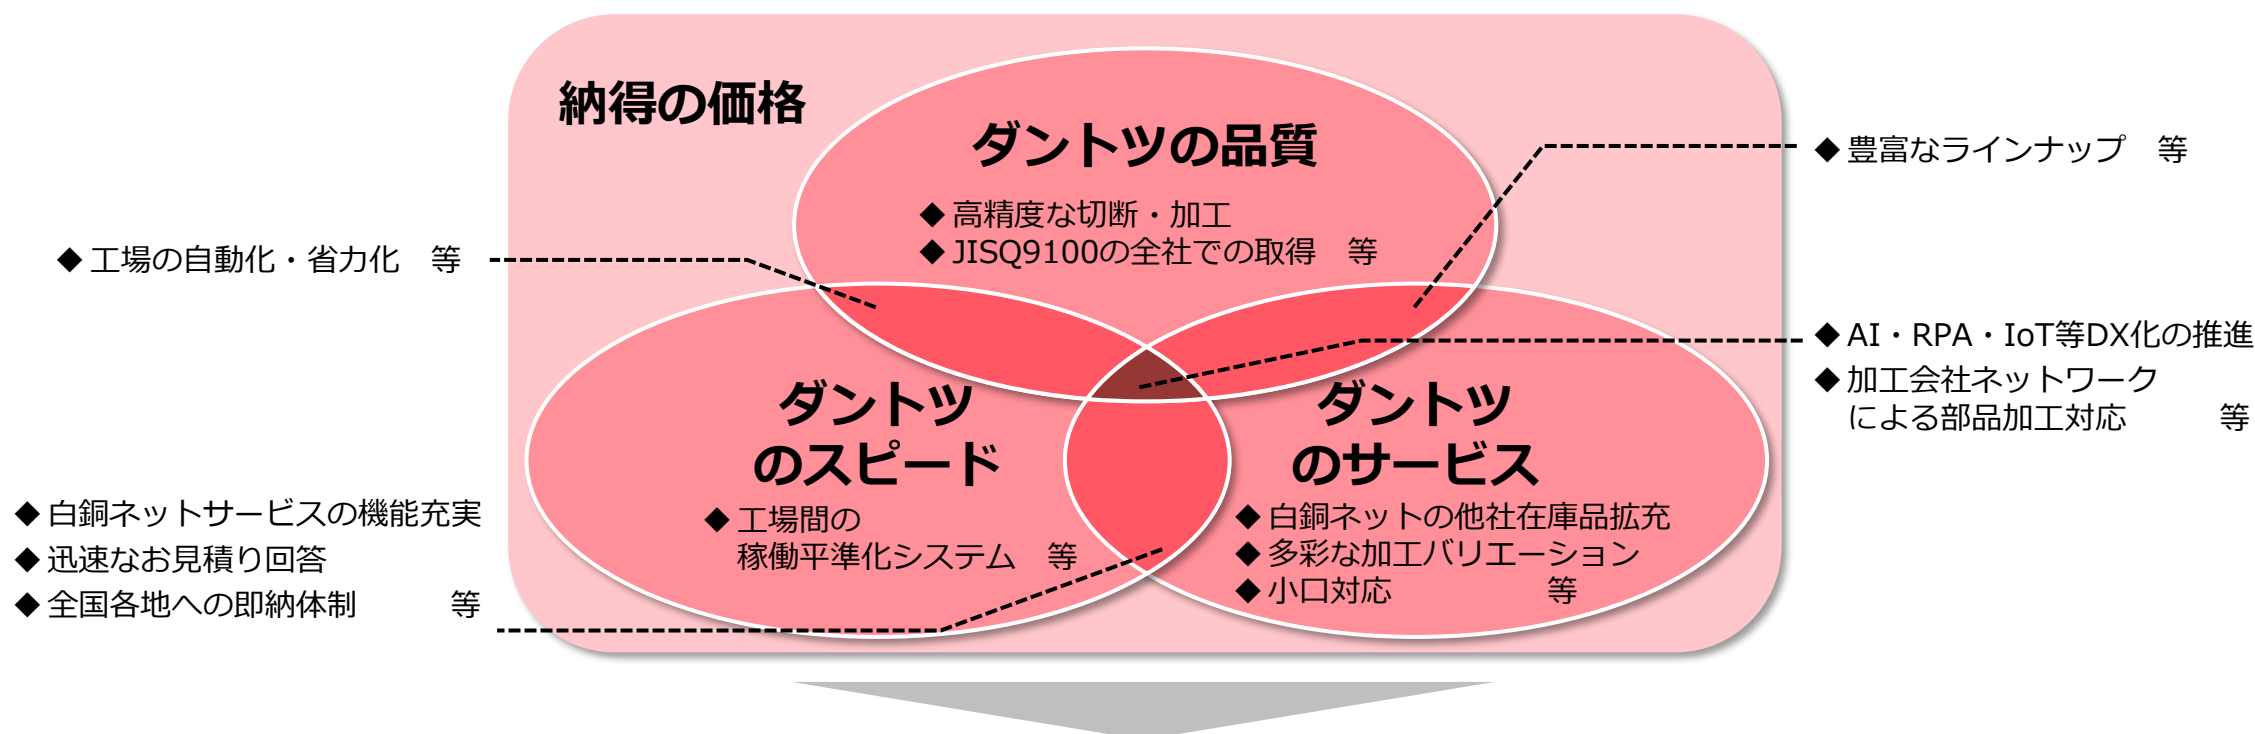 納得の価格
ダントツの品質
◆高精度な切断・加工
◆JISQ9100の全社での取得　等
◆豊富なラインナップ　等
◆工場の自動化・省力化　等
◆AI・RPA・IoT等DX化の推進
◆加工会社ネットワーク
による部品加工対応　　　等
ダントツ
のスピード
◆工場間の
稼働平準化システム　等
ダントツ
のサービス
◆白銅ネットの他社在庫品拡充
◆多彩な加工バリエーション
◆小口対応　　　　　等
◆白銅ネットサービスの機能充実
◆迅速なお見積り回答
◆全国各地への即納体制　　　等